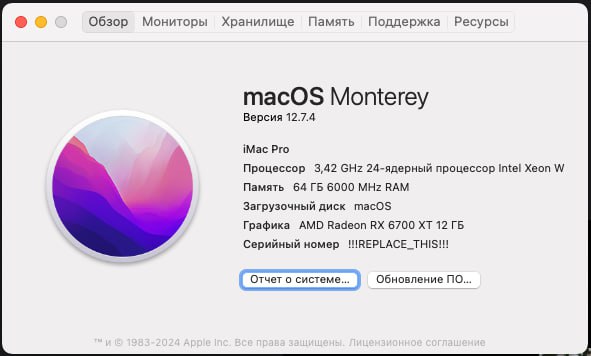 Обзор Мониторы Хранилище Память Поддержка Ресурсы
macOS Monterey
Версия 12.7.4
iMac Pro
Процессор 3,42 GHz 24-ядерный процессор Intel Xeon W
Память 64 ГБ 6000 MHz RAM
Загрузочный диск macOS
Графика AMD Radeon RX 6700 XT 12 ГБ
Серийный номер !!!REPLACE_THIS!!!
Отчет о системе... Обновление ПО...
™ и © 1983-2024 Apple Inc. Все права защищены. Лицензионное соглашение